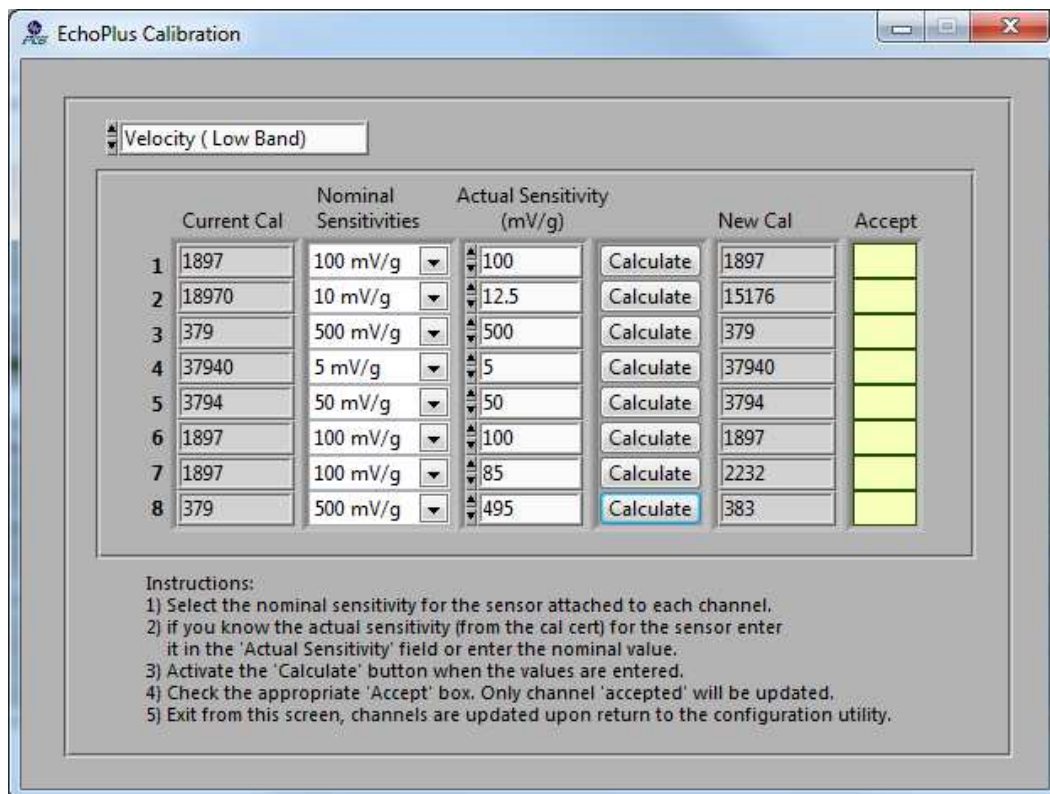 EchoPlus Calibration
Velocity ( Low Band)
Nominal Actual Sensitivity
Current Cal Sensitivities (mV/g) New Cal Accept
1 1897 100 mV/g 100 Calculate 1897
2 18970 10 mV/g 12.5 Calculate 15176
3 379 500 mV/g 500 Calculate 379
4 37940 5 mV/g 5 Calculate 37940
5 3794 50 mV/g 50 Calculate 3794
6 1897 100 mV/g 100 Calculate 1897
7 1897 100 mV/g 85 Calculate 2232
8 379 500 mV/g 495 Calculate 383
Instructions:
1) Select the nominal sensitivity for the sensor attached to each channel.
2) if you know the actual sensitivity (from the cal cert) for the sensor enter
it in the 'Actual Sensitivity' field or enter the nominal value.
3) Activate the 'Calculate' button when the values are entered.
4) Check the appropriate 'Accept' box. Only channel 'accepted' will be updated.
5) Exit from this screen, channels are updated upon return to the configuration utility.